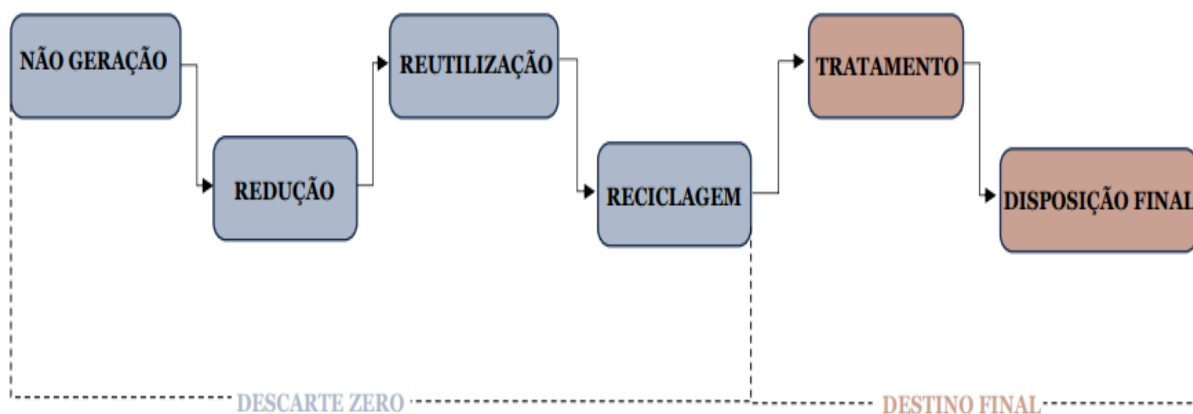 NÃO GERAÇÃO
REDUÇÃO
REUTILIZAÇÃO
RECICLAGEM
TRATAMENTO
DISPOSIÇÃO FINAL
DESCARTE ZERO
DESTINO FINAL